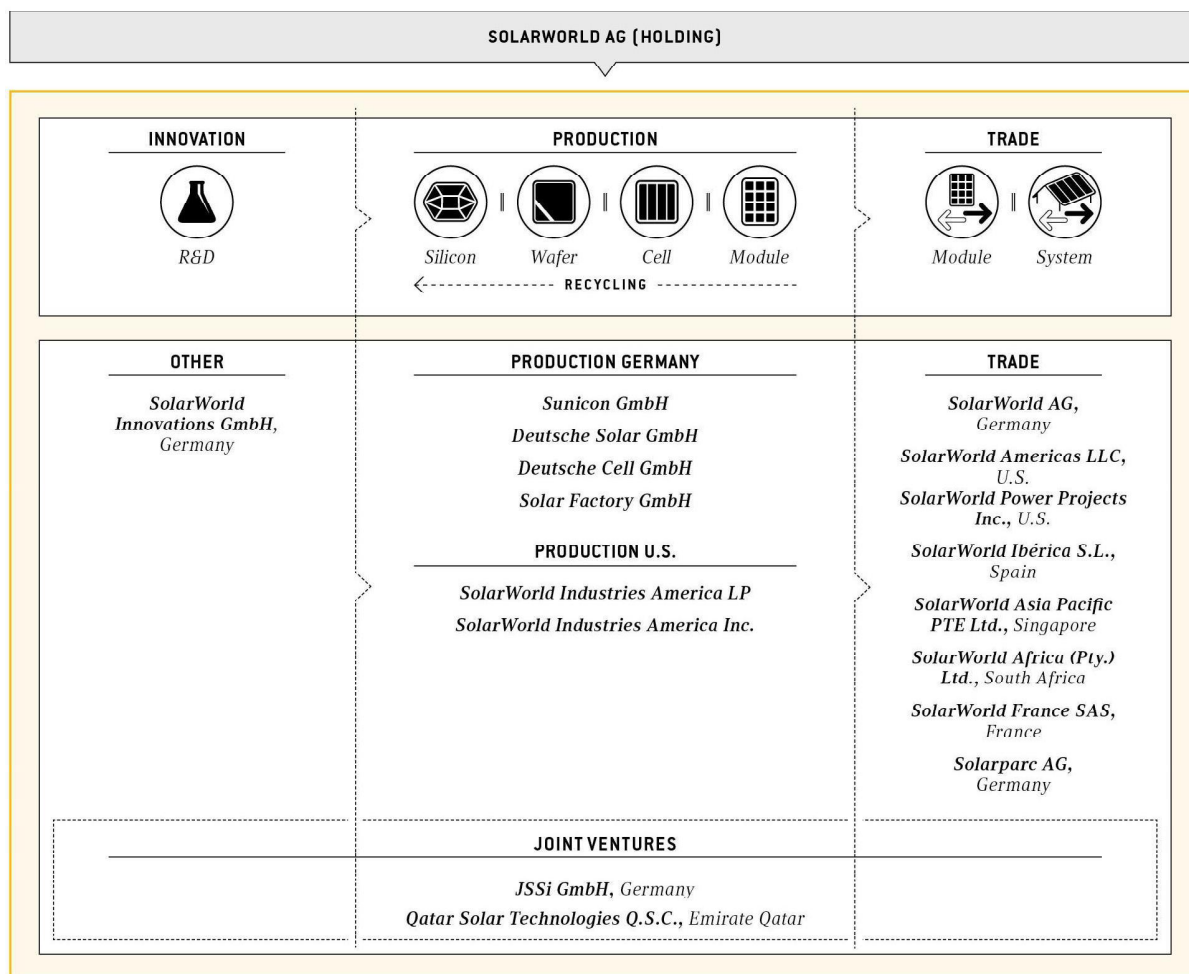 SOLARWORLD AG (HOLDING)
INNOVATION
R&D
PRODUCTION
Silicon
Wafer
Cell
Module
RECYCLING
TRADE
Module
System
OTHER
SolarWorld
Innovations GmbH,
Germany
PRODUCTION GERMANY
Sunicon GmbH
Deutsche Solar GmbH
Deutsche Cell GmbH
Solar Factory GmbH
PRODUCTION U.S.
SolarWorld Industries America LP
SolarWorld Industries America Inc.
TRADE
SolarWorld AG,
Germany
SolarWorld Americas LLC,
U.S.
SolarWorld Power Projects
Inc., U.S.
SolarWorld Ibérica S.L.,
Spain
SolarWorld Asia Pacific
PTE Ltd., Singapore
SolarWorld Africa (Pty.)
Ltd., South Africa
SolarWorld France SAS,
France
Solarparc AG,
Germany
JOINT VENTURES
JSSi GmbH, Germany
Qatar Solar Technologies Q.S.C., Emirate Qatar